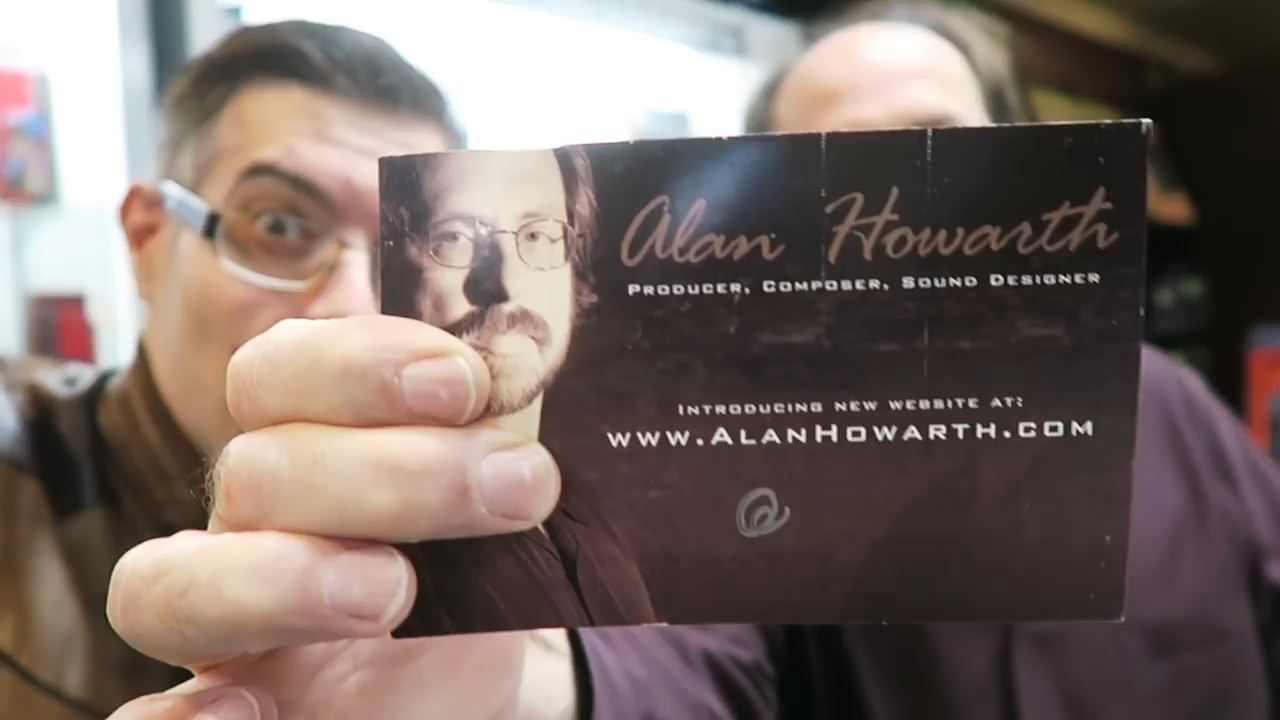 Alan Howarth
PRODUCER, COMPOSER, SOUND DESIGNER
INTRODUCING NEW WEBSITE AT:
WWW.ALANHOWARTH.COM
@